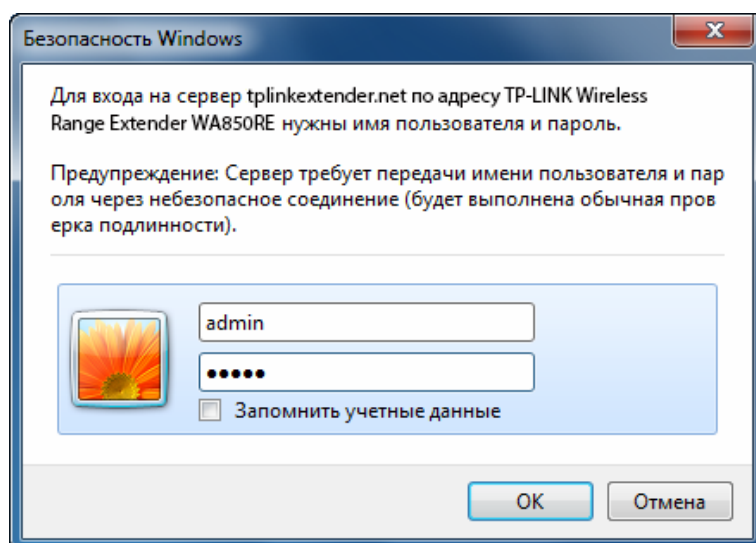 Безопасность Windows
Для входа на сервер tplinkextender.net по адресу TP-LINK Wireless
Range Extender WA850RE нужны имя пользователя и пароль.
Предупреждение: Сервер требует передачи имени пользователя и пар
оля через небезопасное соединение (будет выполнена обычная пров
ерка подлинности).
admin
•••••
Запомнить учетные данные
OK
Отмена